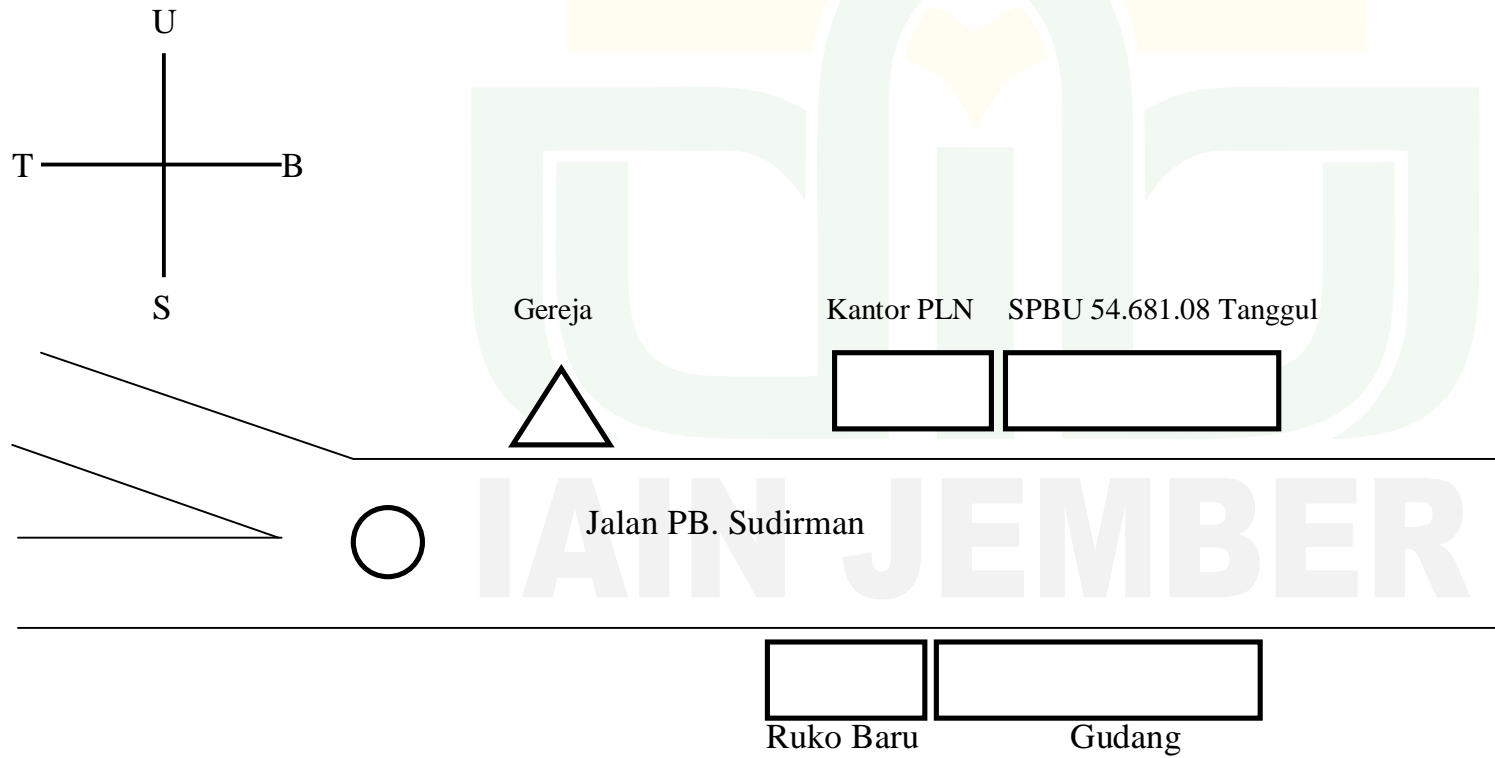 U
T B
S
Gereja Kantor PLN SPBU 54.681.08 Tanggul
Jalan PB. Sudirman
IAIN JEMBER
Ruko Baru Gudang